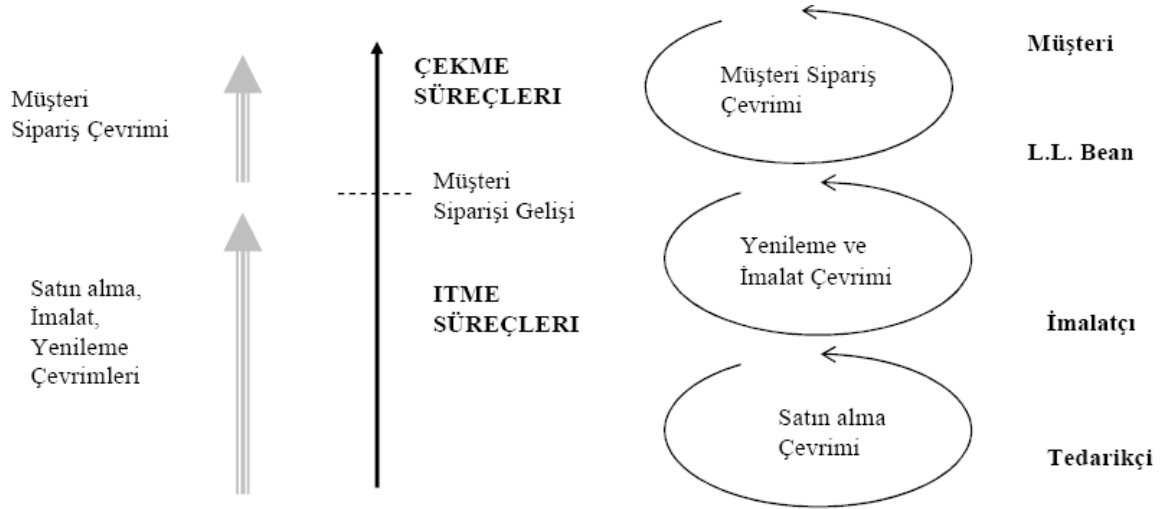 Müşteri
Sipariş Çevrimi
Satın alma,
İmalat,
Yenileme
Çevrimleri
ÇEKME
SÜREÇLERI
Müşteri
Siparişi Gelişi
ITME
SÜREÇLERI
Müşteri Sipariş
Çevrimi
Yenileme ve
İmalat Çevrimi
Satın alma
Çevrimi
Müşteri
L.L. Bean
İmalatçı
Tedarikçi